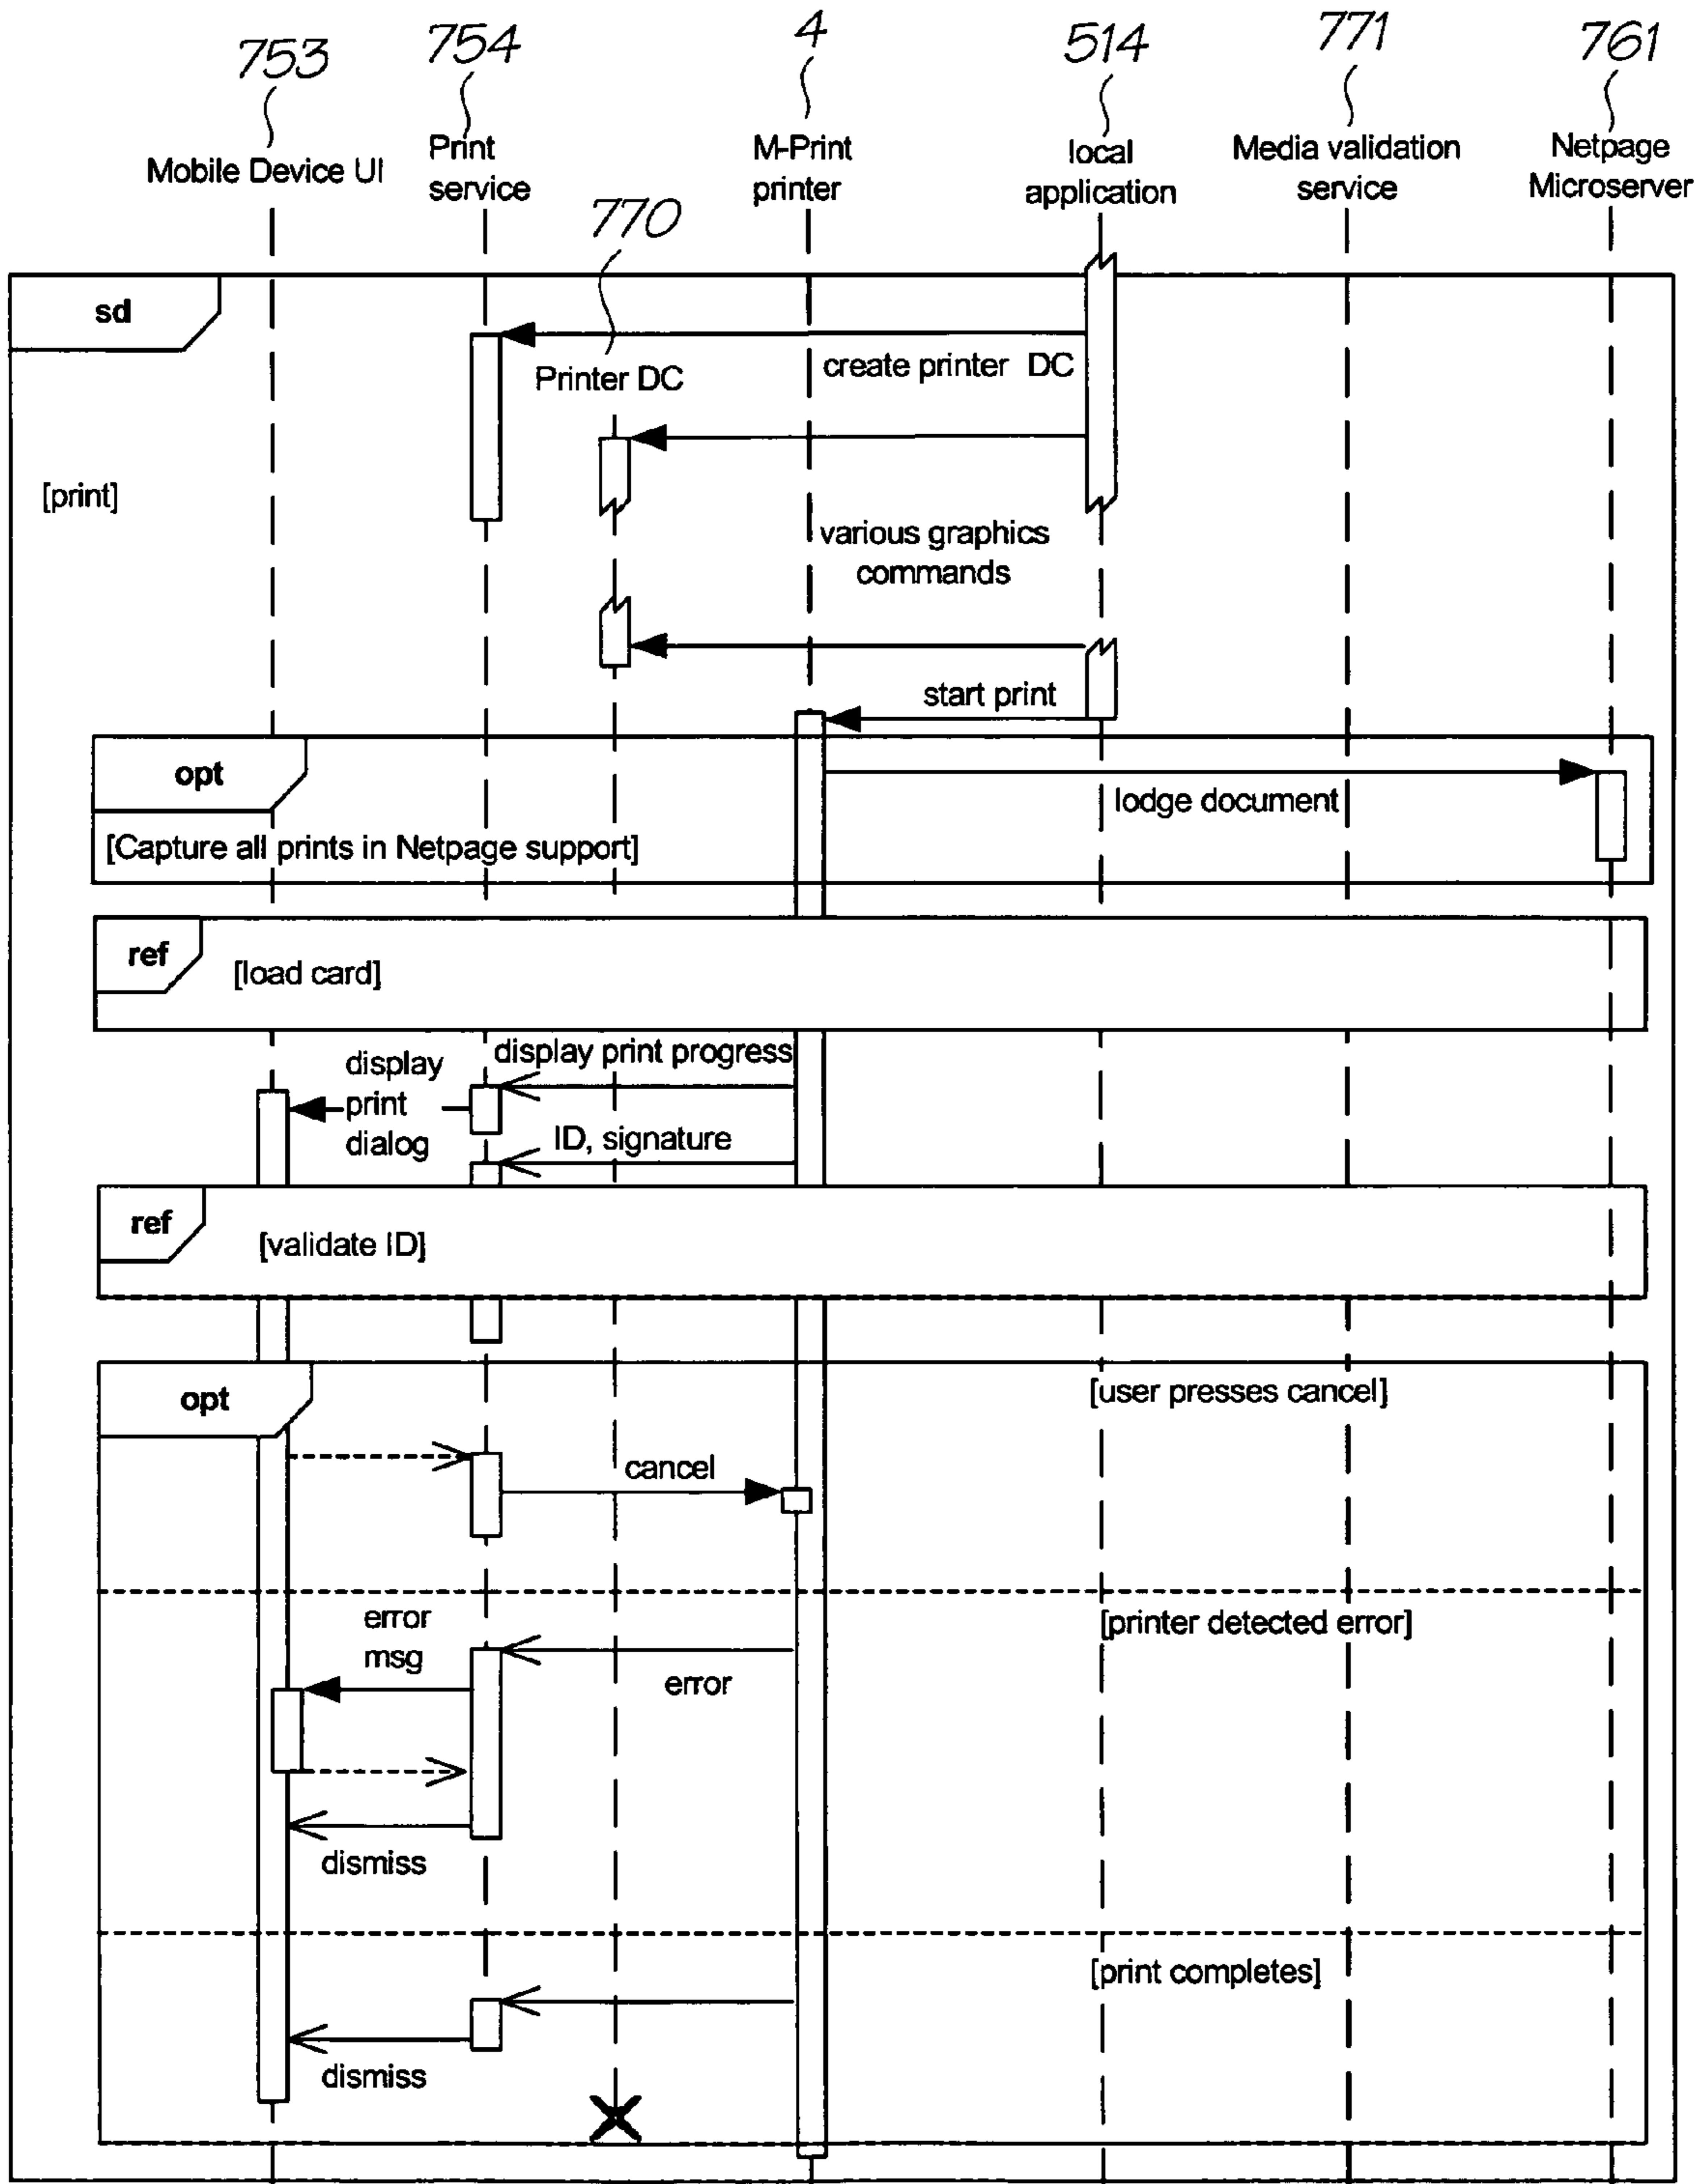 753
754
4
514
771
761
Mobile Device UI
Print
service
M-Print
printer
local
application
Media validation
service
Netpage
Microserver
770
sd
Printer DC
create printer DC
[print]
various graphics
commands
start print
opt
lodge document
[Capture all prints in Netpage support]
ref
[load card]
display print progress
display
print
dialog
ID, signature
ref
[validate ID]
opt
[user presses cancel]
cancel
[printer detected error]
error
msg
error
dismiss
[print completes]
dismiss